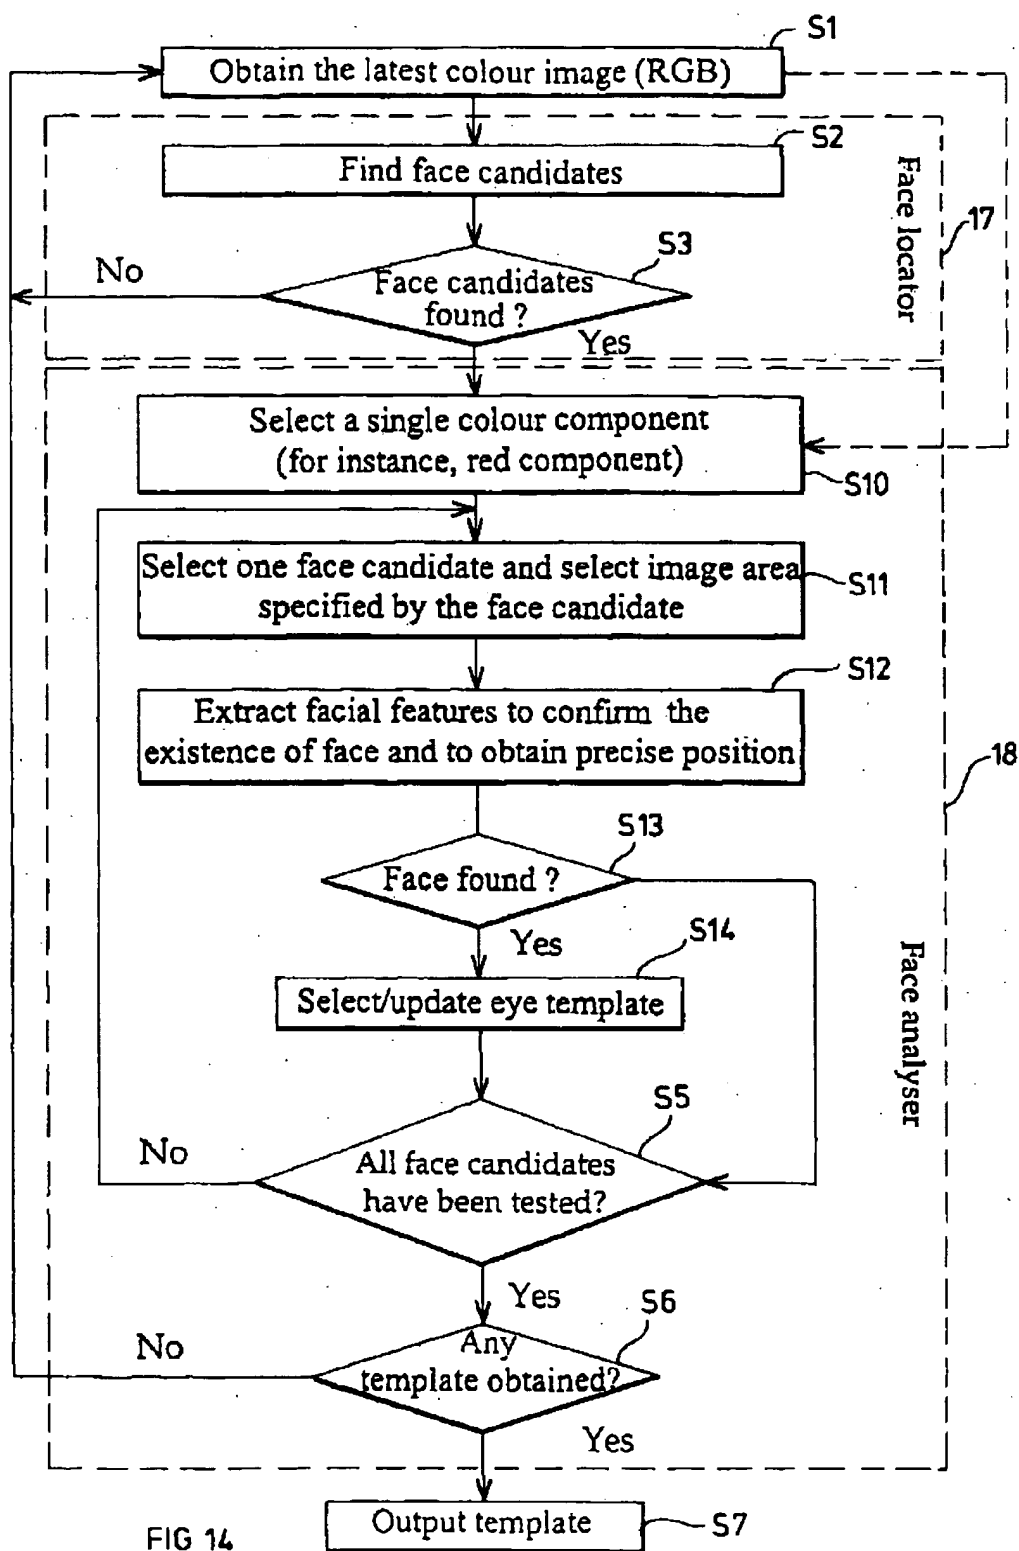 S1
Obtain the latest colour image (RGB)
S2
Find face candidates
Face locator
17
S3
No
Face candidates
found ?
Yes
Select a single colour component
(for instance, red component)
S10
Select one face candidate and select image area
specified by the face candidate
S11
S12
Extract facial features to confirm the
existence of face and to obtain precise position
18
S13
Face found ?
Yes
S14
Select/update eye template
Face analyser
S5
No
All face candidates
have been tested?
Yes
S6
No
Any
template obtained?
Yes
Output template
S7
FIG 14